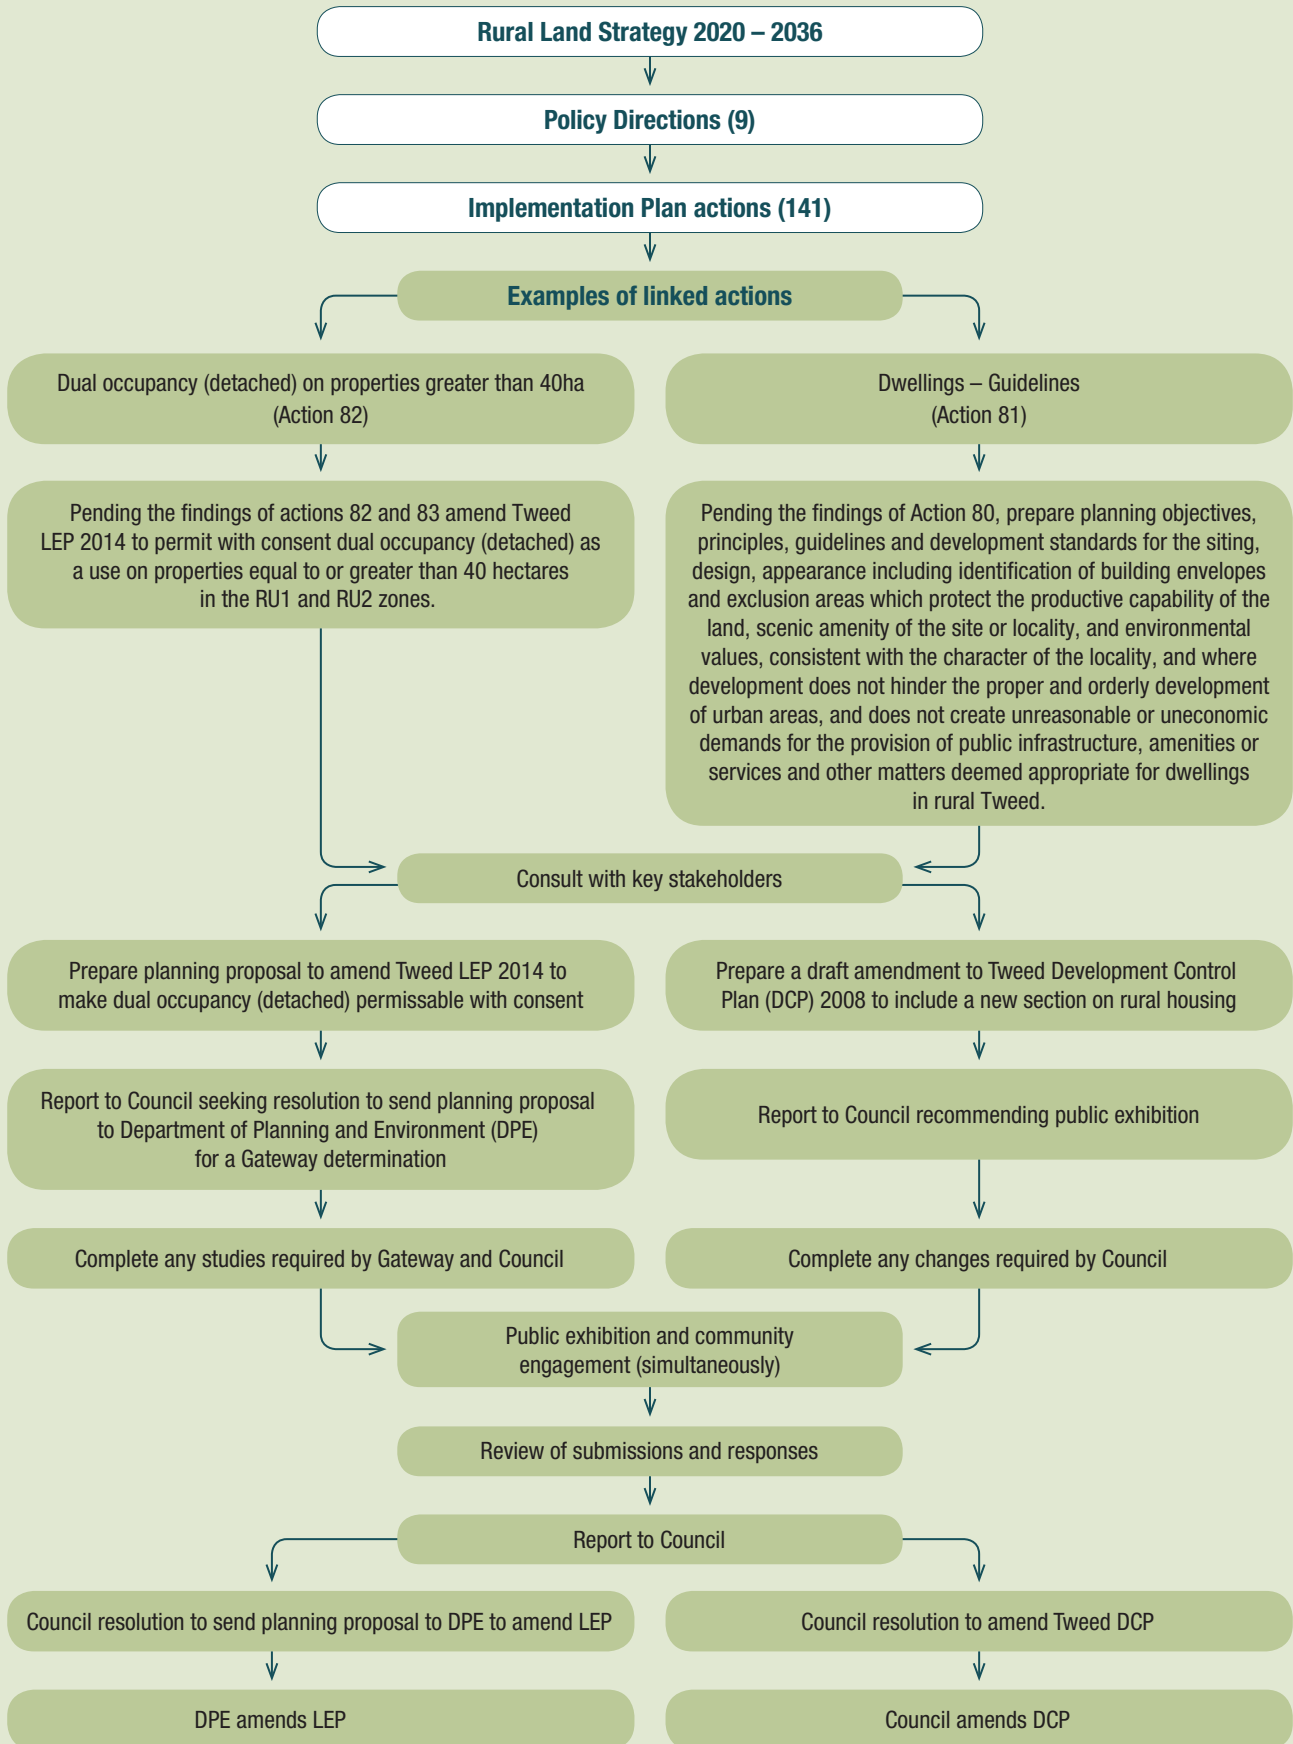 Rural Land Strategy 2020 – 2036
Policy Directions (9)
Implementation Plan actions (141)
Examples of linked actions
Dual occupancy (detached) on properties greater than 40ha
(Action 82)
Dwellings – Guidelines
(Action 81)
Pending the findings of actions 82 and 83 amend Tweed
LEP 2014 to permit with consent dual occupancy (detached) as
a use on properties equal to or greater than 40 hectares
in the RU1 and RU2 zones.
Pending the findings of Action 80, prepare planning objectives,
principles, guidelines and development standards for the siting,
design, appearance including identification of building envelopes
and exclusion areas which protect the productive capability of the
land, scenic amenity of the site or locality, and environmental
values, consistent with the character of the locality, and where
development does not hinder the proper and orderly development
of urban areas, and does not create unreasonable or uneconomic
demands for the provision of public infrastructure, amenities or
services and other matters deemed appropriate for dwellings
in rural Tweed.
Consult with key stakeholders
Prepare planning proposal to amend Tweed LEP 2014 to
make dual occupancy (detached) permissable with consent
Prepare a draft amendment to Tweed Development Control
Plan (DCP) 2008 to include a new section on rural housing
Report to Council seeking resolution to send planning proposal
to Department of Planning and Environment (DPE)
for a Gateway determination
Report to Council recommending public exhibition
Complete any studies required by Gateway and Council
Complete any changes required by Council
Public exhibition and community
engagement (simultaneously)
Review of submissions and responses
Report to Council
Council resolution to send planning proposal to DPE to amend LEP
Council resolution to amend Tweed DCP
DPE amends LEP
Council amends DCP